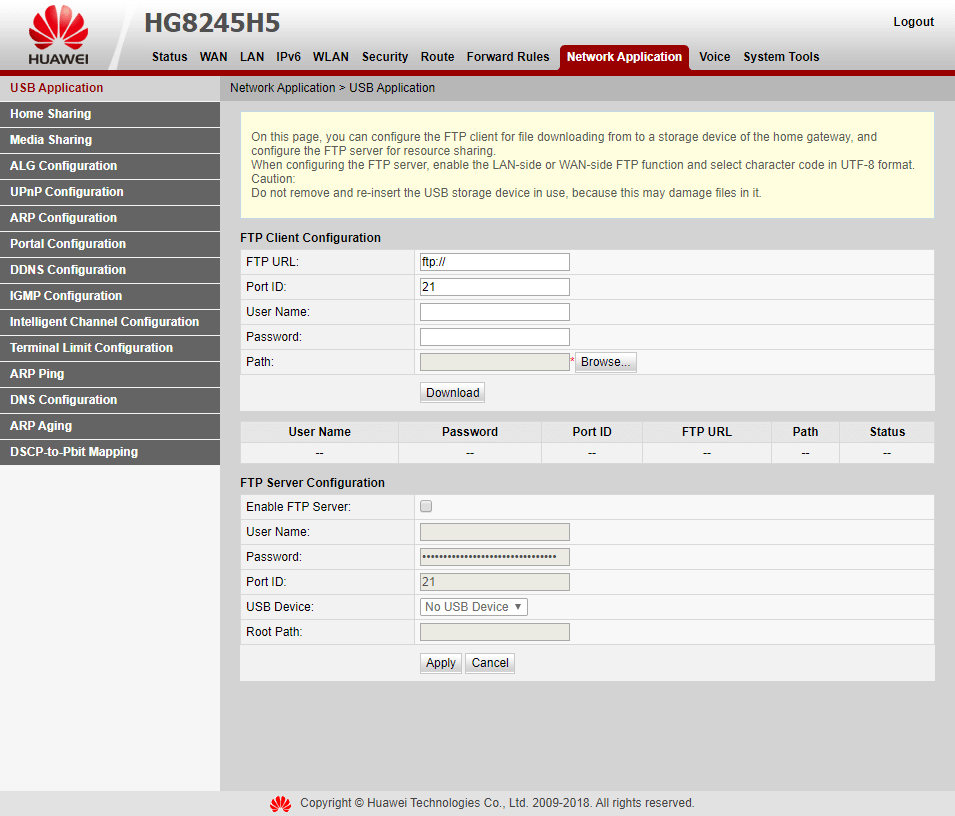 HG8245H5
Logout
HUAWEI
Status WAN LAN IPv6 WLAN Security Route Forward Rules Network Application Voice System Tools
USB Application
Home Sharing
Media Sharing
ALG Configuration
UPnP Configuration
ARP Configuration
Portal Configuration
DDNS Configuration
IGMP Configuration
Intelligent Channel Configuration
Terminal Limit Configuration
ARP Ping
DNS Configuration
ARP Aging
DSCP-to-Pbit Mapping
Network Application > USB Application
On this page, you can configure the FTP client for file downloading from to a storage device of the home gateway, and
configure the FTP server for resource sharing.
When configuring the FTP server, enable the LAN-side or WAN-side FTP function and select character code in UTF-8 format.
Caution:
Do not remove and re-insert the USB storage device in use, because this may damage files in it.
FTP Client Configuration
FTP URL: ftp://
Port ID: 21
User Name:
Password:
Path: * Browse...
Download
User Name Password Port ID FTP URL Path Status
-- -- -- -- -- --
FTP Server Configuration
Enable FTP Server:
User Name:
Password: ••••••••••••••••••••••••••••••••
Port ID: 21
USB Device: No USB Device ▼
Root Path:
Apply Cancel
Copyright © Huawei Technologies Co., Ltd. 2009-2018. All rights reserved.